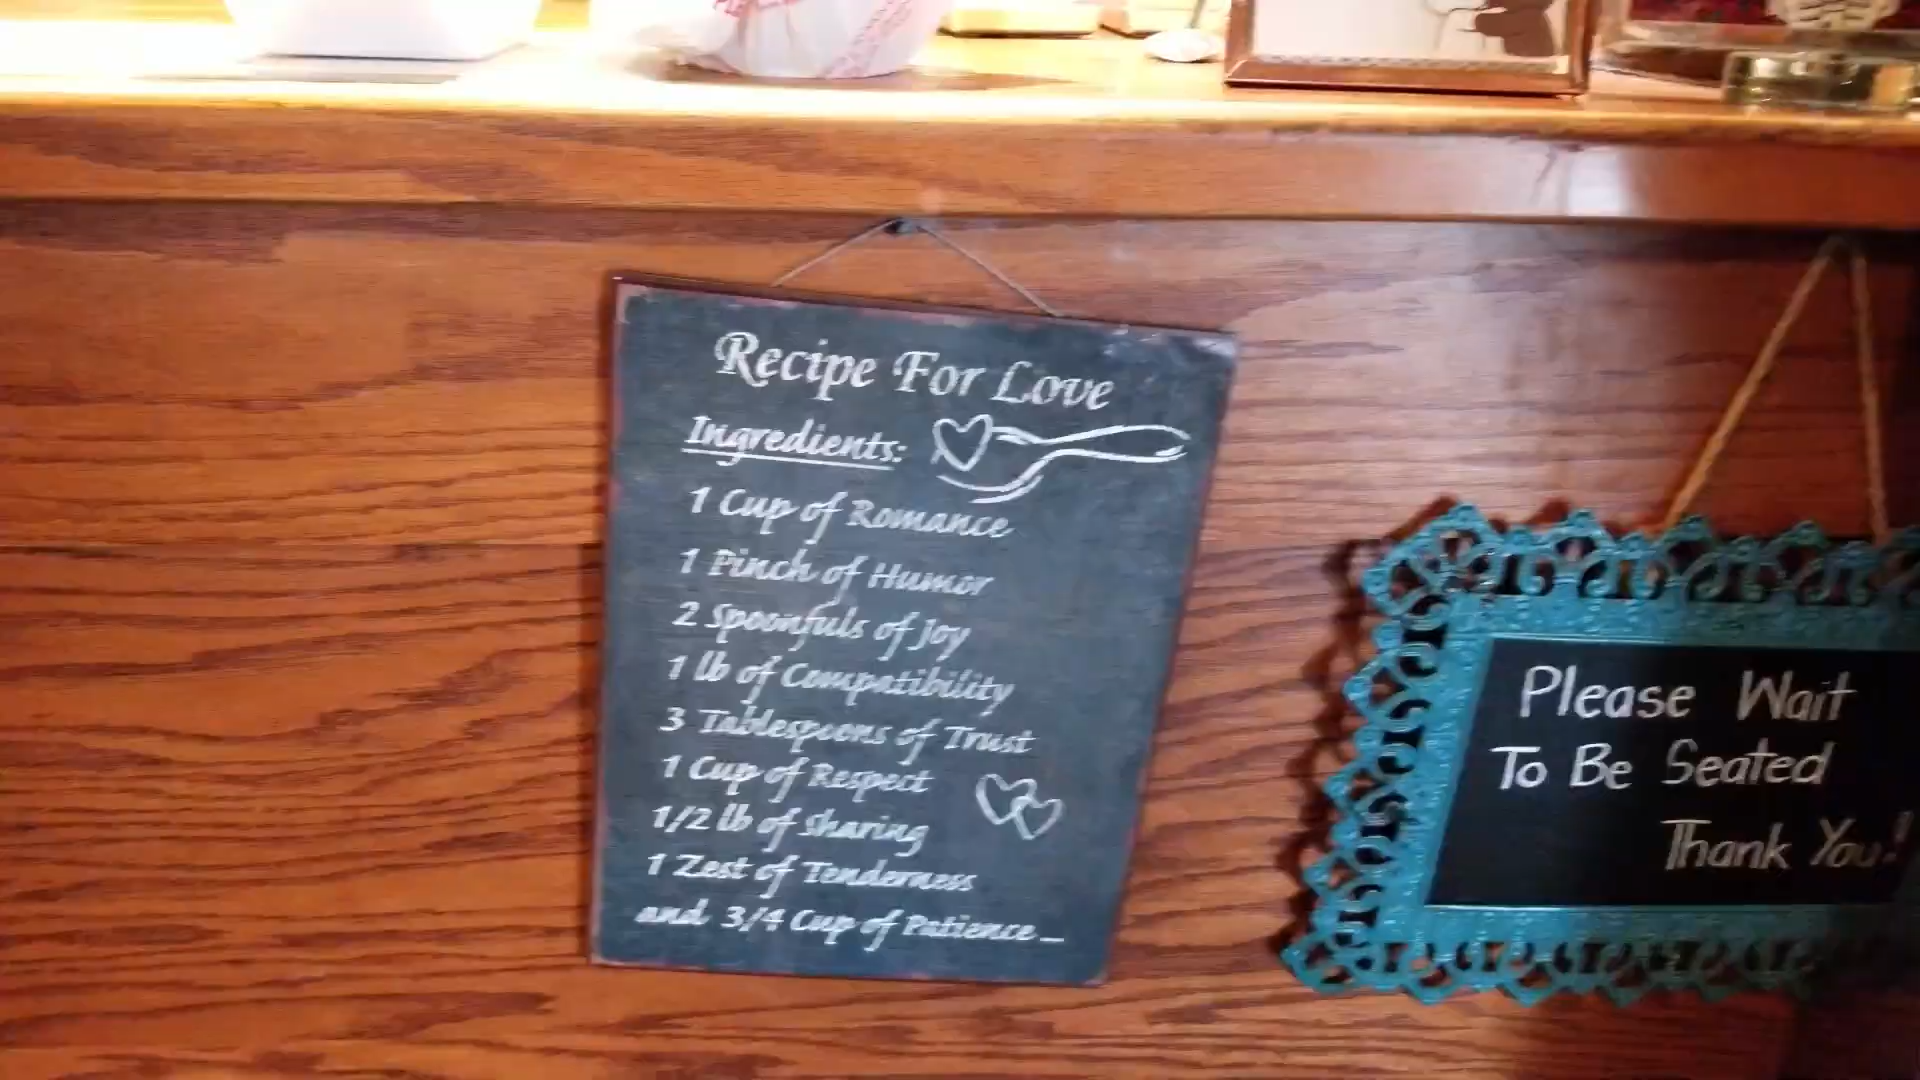 Recipe For Love
Ingredients:
1 Cup of Romance
1 Pinch of Humor
2 Spoonfuls of Joy
1 lb of Compatibility
3 Tablespoons of Trust
1 Cup of Respect
1/2 lb of Sharing
1 Zest of Tenderness
and 3/4 Cup of Patience...
Please Wait
To Be Seated
Thank You!